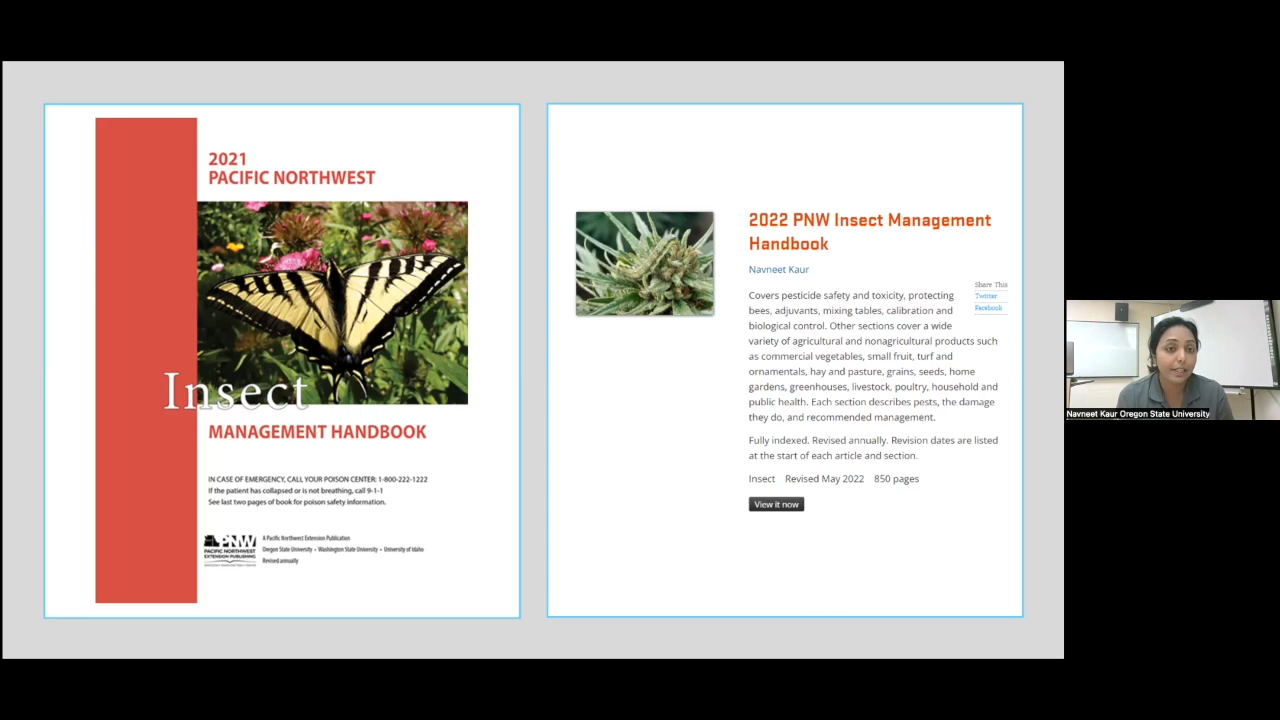 2021
PACIFIC NORTHWEST
Insect
MANAGEMENT HANDBOOK
IN CASE OF EMERGENCY, CALL YOUR POISON CENTER: 1-800-222-1222
If the patient has collapsed or is not breathing, call 9-1-1
See last two pages of book for poison safety information.
PNW
PACIFIC NORTHWEST
EXTENSION PUBLISHING
A Pacific Northwest Extension Publication
Oregon State University • Washington State University • University of Idaho
Revised annually
2022 PNW Insect Management
Handbook
Navneet Kaur
Share This
Twitter
Facebook
Covers pesticide safety and toxicity, protecting
bees, adjuvants, mixing tables, calibration and
biological control. Other sections cover a wide
variety of agricultural and nonagricultural products such
as commercial vegetables, small fruit, turf and
ornamentals, hay and pasture, grains, seeds, home
gardens, greenhouses, livestock, poultry, household and
public health. Each section describes pests, the damage
they do, and recommended management.
Fully indexed. Revised annually. Revision dates are listed
at the start of each article and section.
Insect Revised May 2022 850 pages
View it now
Navneet Kaur Oregon State University